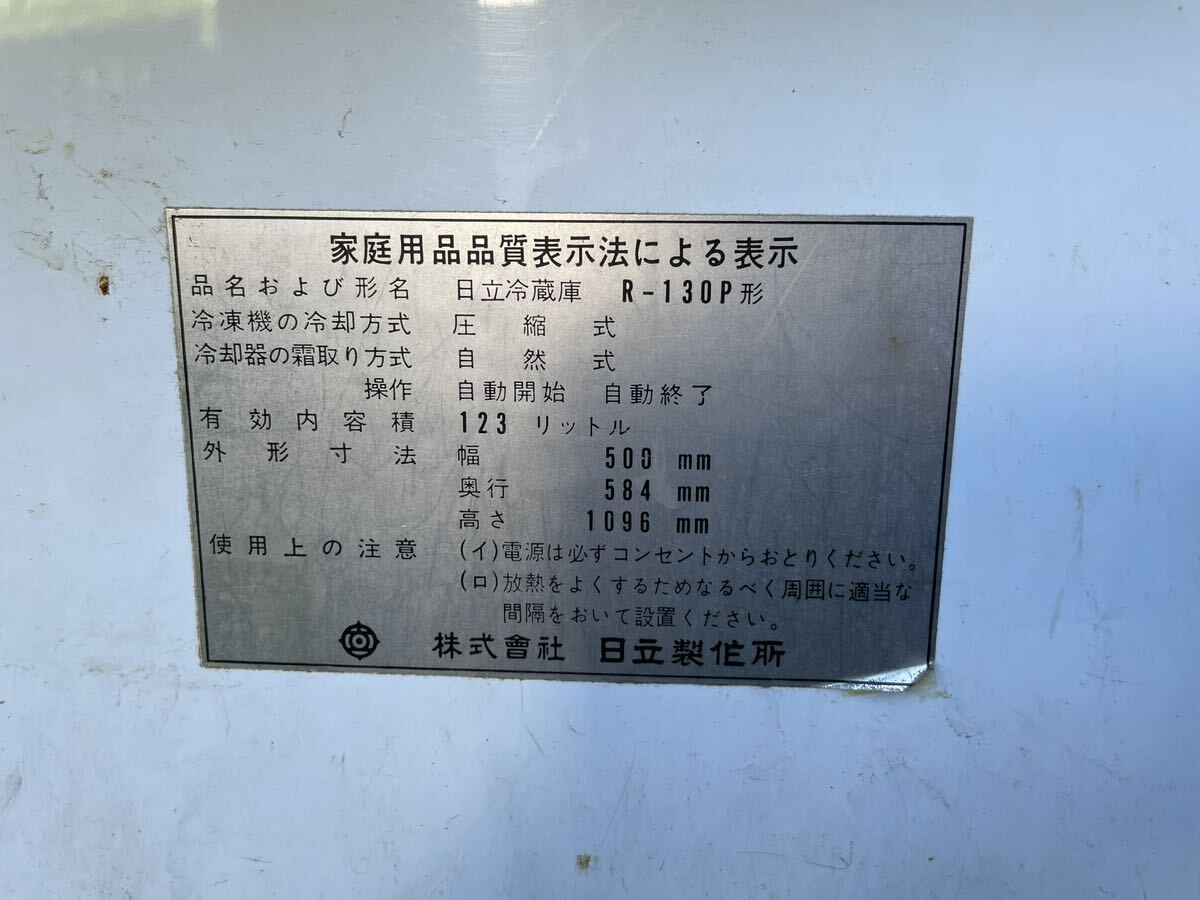 家庭用品品質表示法による表示
品名および形名 日立冷蔵庫 R-130P形
冷凍機の冷却方式 圧縮式
冷却器の霜取り方式 自然式
操作 自動開始 自動終了
有効内容積 123 リットル
外形寸法 幅 500 mm
奥行 584 mm
高さ 1096 mm
使用上の注意 (イ)電源は必ずコンセントからおとりください。
(ロ)放熱をよくするためなるべく周囲に適当な
間隔をおいて設置ください。
株式會社 日立製作所